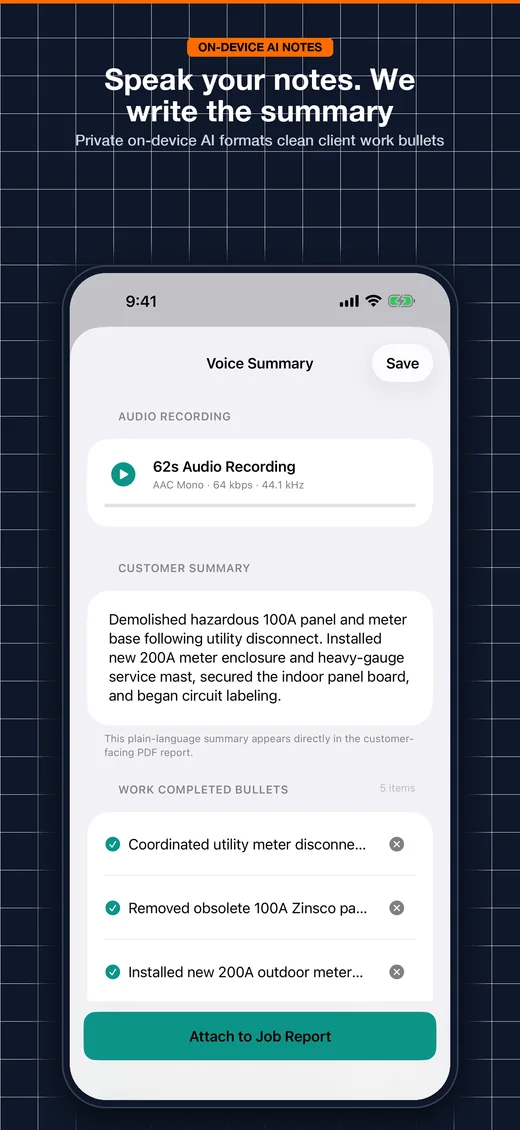 ON-DEVICE AI NOTES
Speak your notes. We
write the summary
Private on-device AI formats clean client work bullets
9:41
Voice Summary
Save
AUDIO RECORDING
62s Audio Recording
AAC Mono · 64 kbps · 44.1 kHz
CUSTOMER SUMMARY
Demolished hazardous 100A panel and meter
base following utility disconnect. Installed
new 200A meter enclosure and heavy-gauge
service mast, secured the indoor panel board,
and began circuit labeling.
This plain-language summary appears directly in the customer-
facing PDF report.
WORK COMPLETED BULLETS
5 items
Coordinated utility meter disconne...
Removed obsolete 100A Zinsco pa...
Installed new 200A outdoor meter...
Attach to Job Report